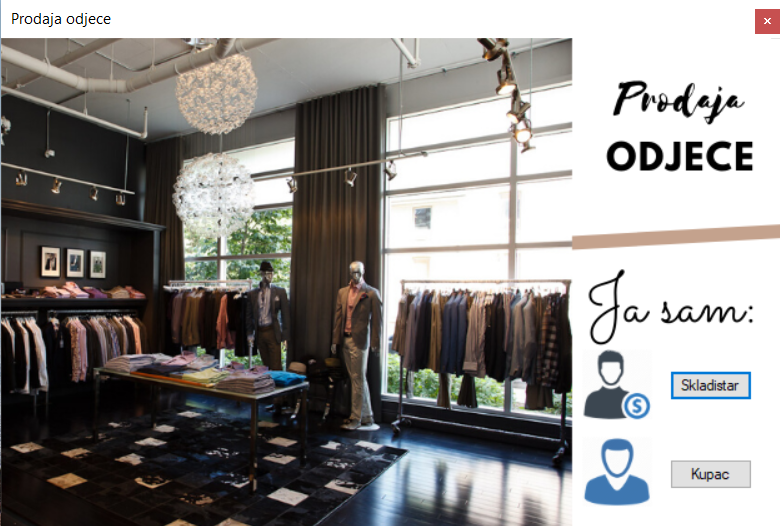 Prodaja odjece
Prodaja
ODJECE
Ja sam:
Skladistar
Kupac